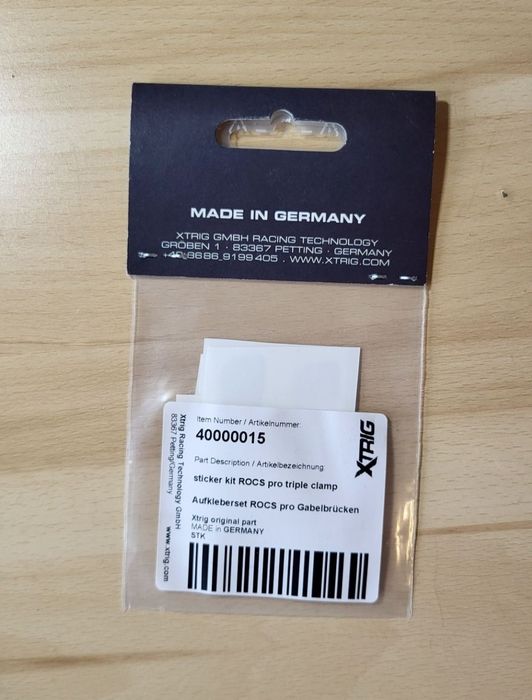 MADE IN GERMANY
XTRIG GMBH RACING TECHNOLOGY
GRÖBEN 1 · 83367 PETTING · GERMANY
+49 8686 9199405 . WWW.XTRIG.COM
Item Number / Artikelnummer:
40000015
Part Description / Artikelbezeichnung:
sticker kit ROCS pro triple clamp
Aufkleberset ROCS pro Gabelbrücken
Xtrig original part
MADE in GERMANY
STK
XTRIG
Xtrig Racing Technology GmbH
83367 Petting/Germany
www.xtrig.com